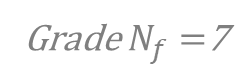 Grade N_f = 7